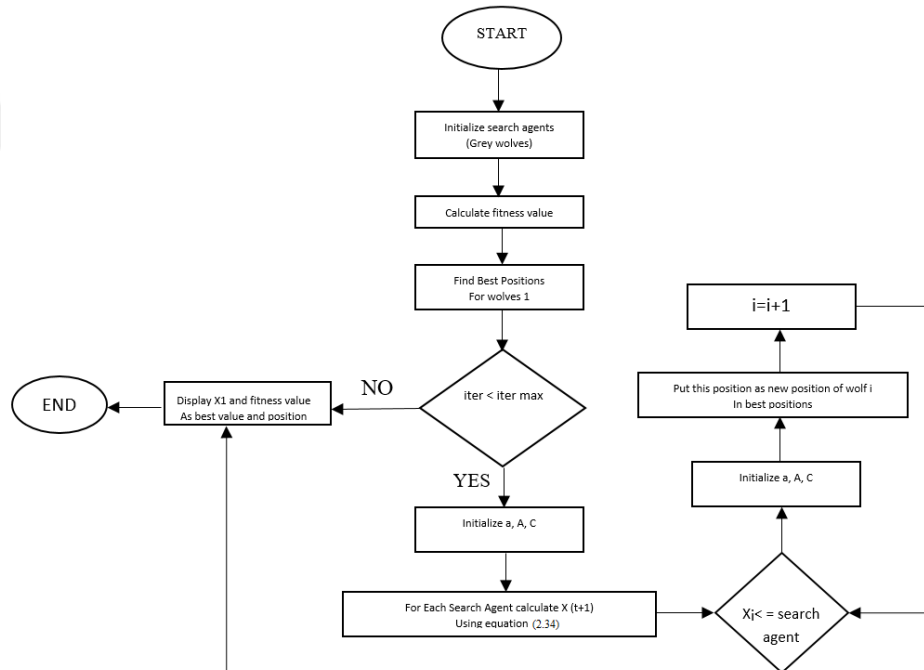 START
Initialize search agents
(Grey wolves)
Calculate fitness value
Find Best Positions
For wolves 1
i=i+1
iter < iter max
NO
Display X1 and fitness value
As best value and position
END
Put this position as new position of wolf i
In best positions
YES
Initialize a, A, C
Initialize a, A, C
For Each Search Agent calculate X (t+1)
Using equation (2.34)
Xi< = search
agent